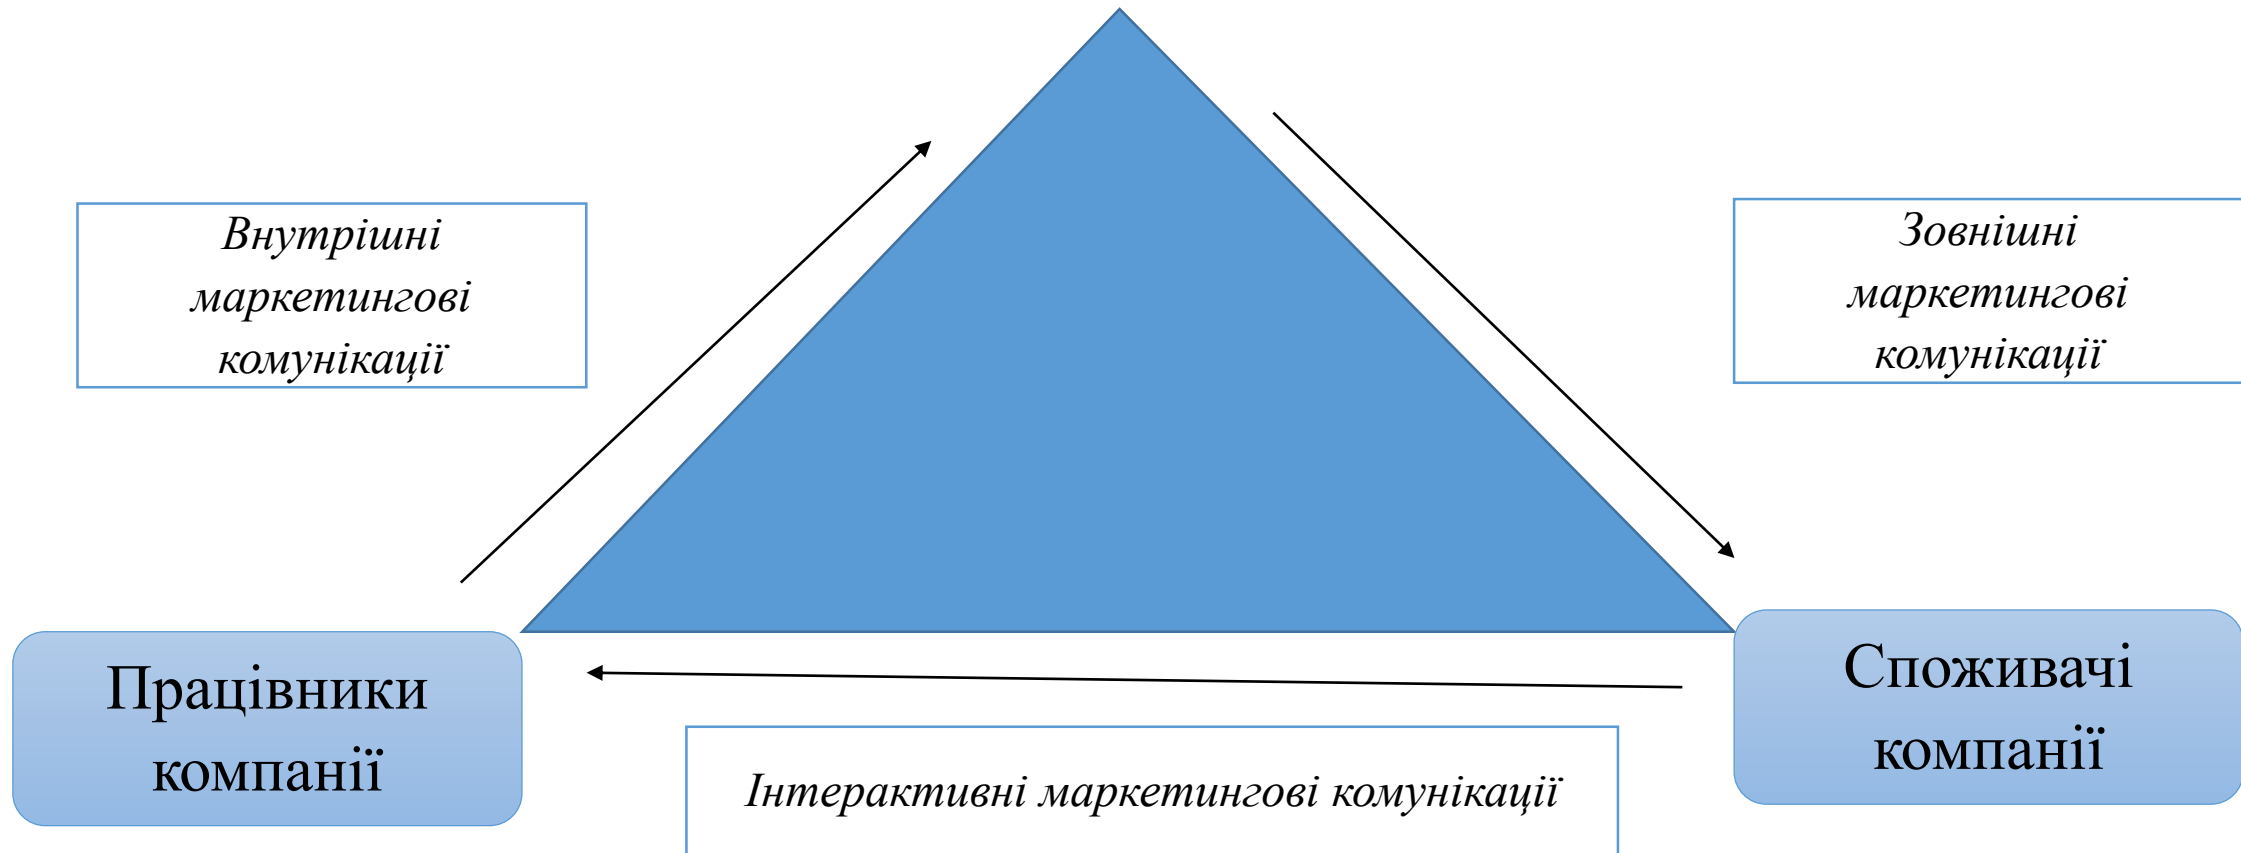 Внутрішні
маркетингові
комунікації
Зовнішні
маркетингові
комунікації
Працівники
компанії
Споживачі
компанії
Інтерактивні маркетингові комунікації